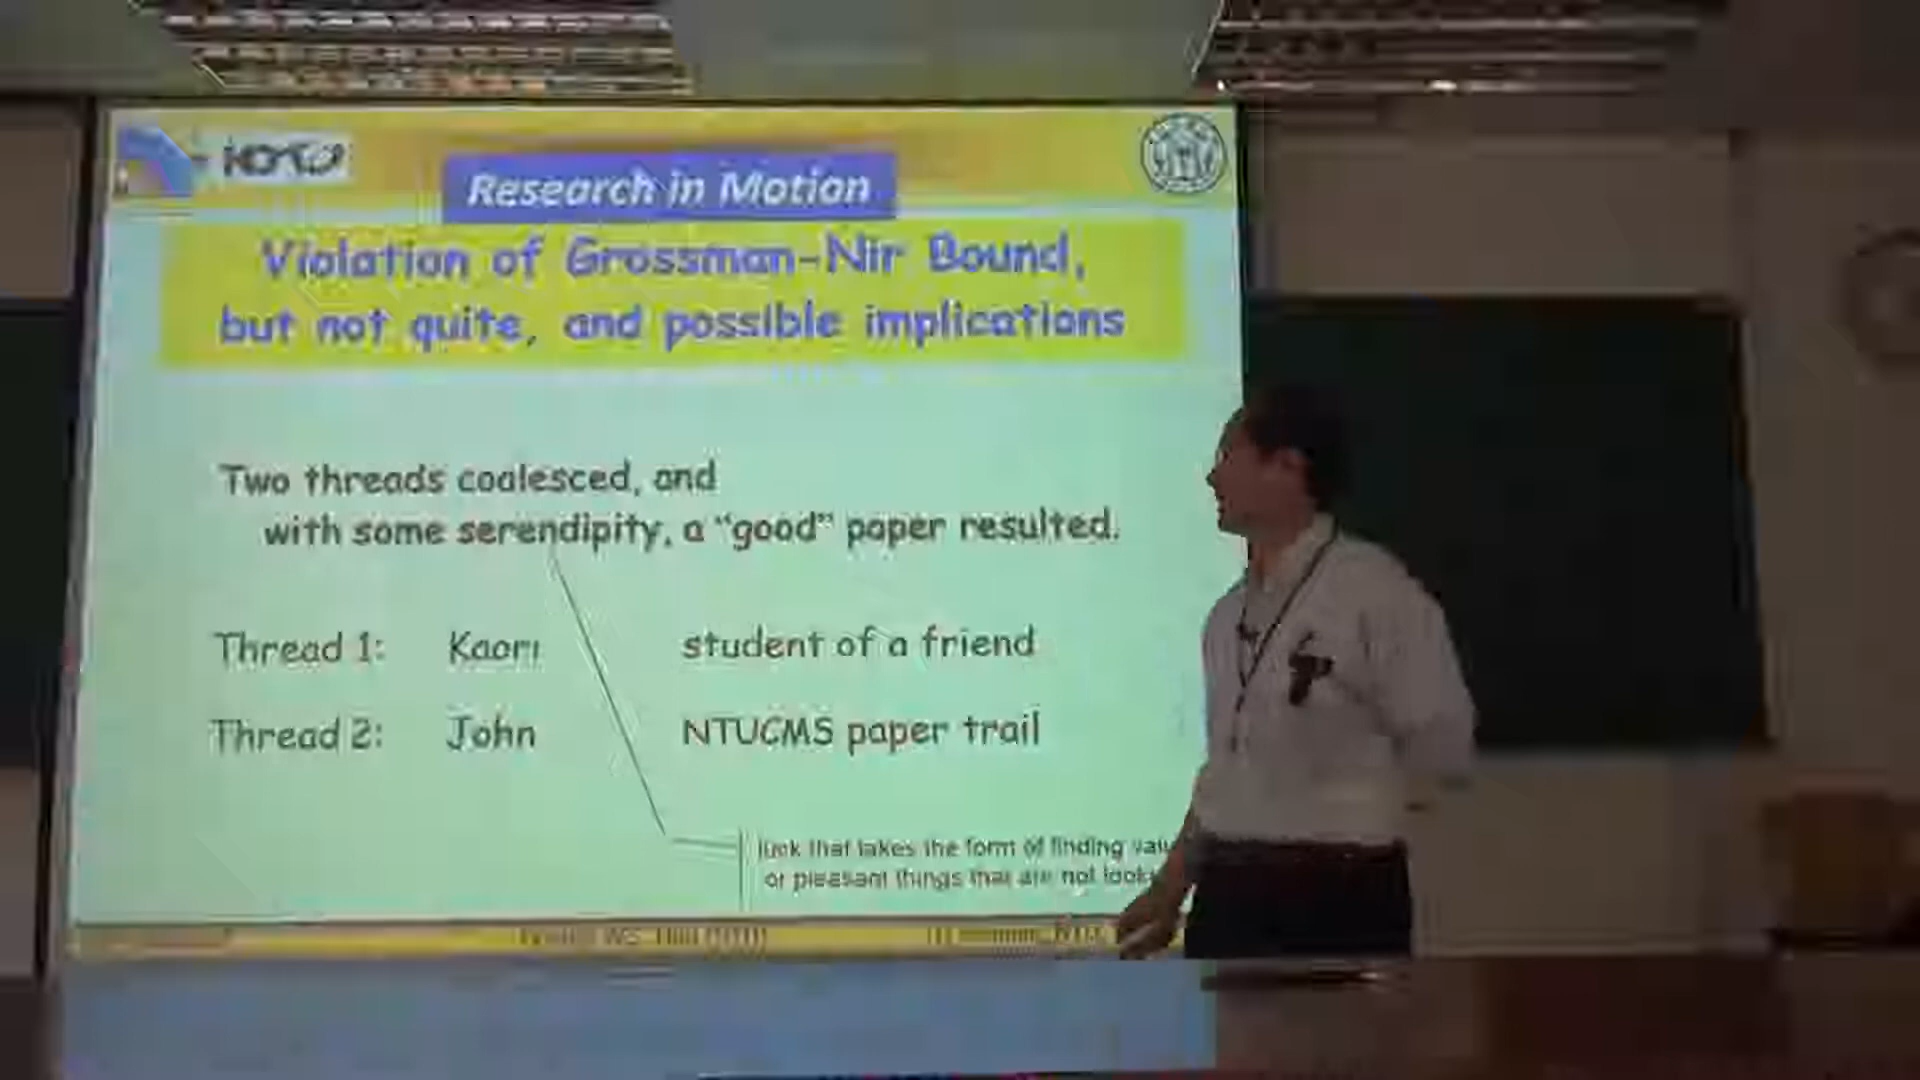 Research in Motion
Violation of Grossman-Nir Bound,
but not quite, and possible implications
Two threads coalesced, and
with some serendipity, a “good” paper resulted.
Thread 1: Kaori student of a friend
Thread 2: John NTUCMS paper trail
luck that takes the form of finding
or pleasant things that are not